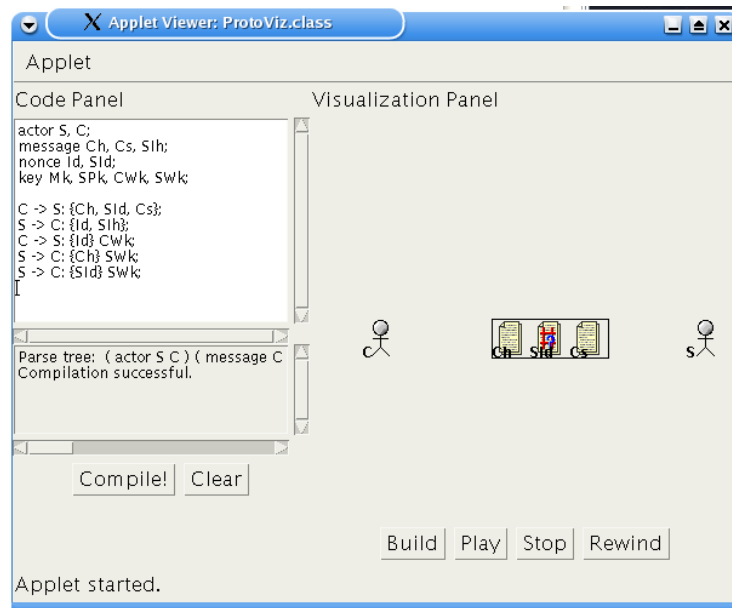 Applet Viewer: ProtoViz.class
Applet
Code Panel
Visualization Panel
actor S, C;
message Ch, Cs, SIh;
nonce Id, SId;
key Mk, SPk, CWk, SWk;
C -> S: {Ch, SId, Cs};
S -> C: {Id, SIh};
C -> S: {Id} CWk;
S -> C: {Ch} SWk;
S -> C: {SId} SWk;
C
Ch SId Cs
S
Parse tree: ( actor S C ) ( message C
Compilation successful.
Compile! Clear
Build Play Stop Rewind
Applet started.